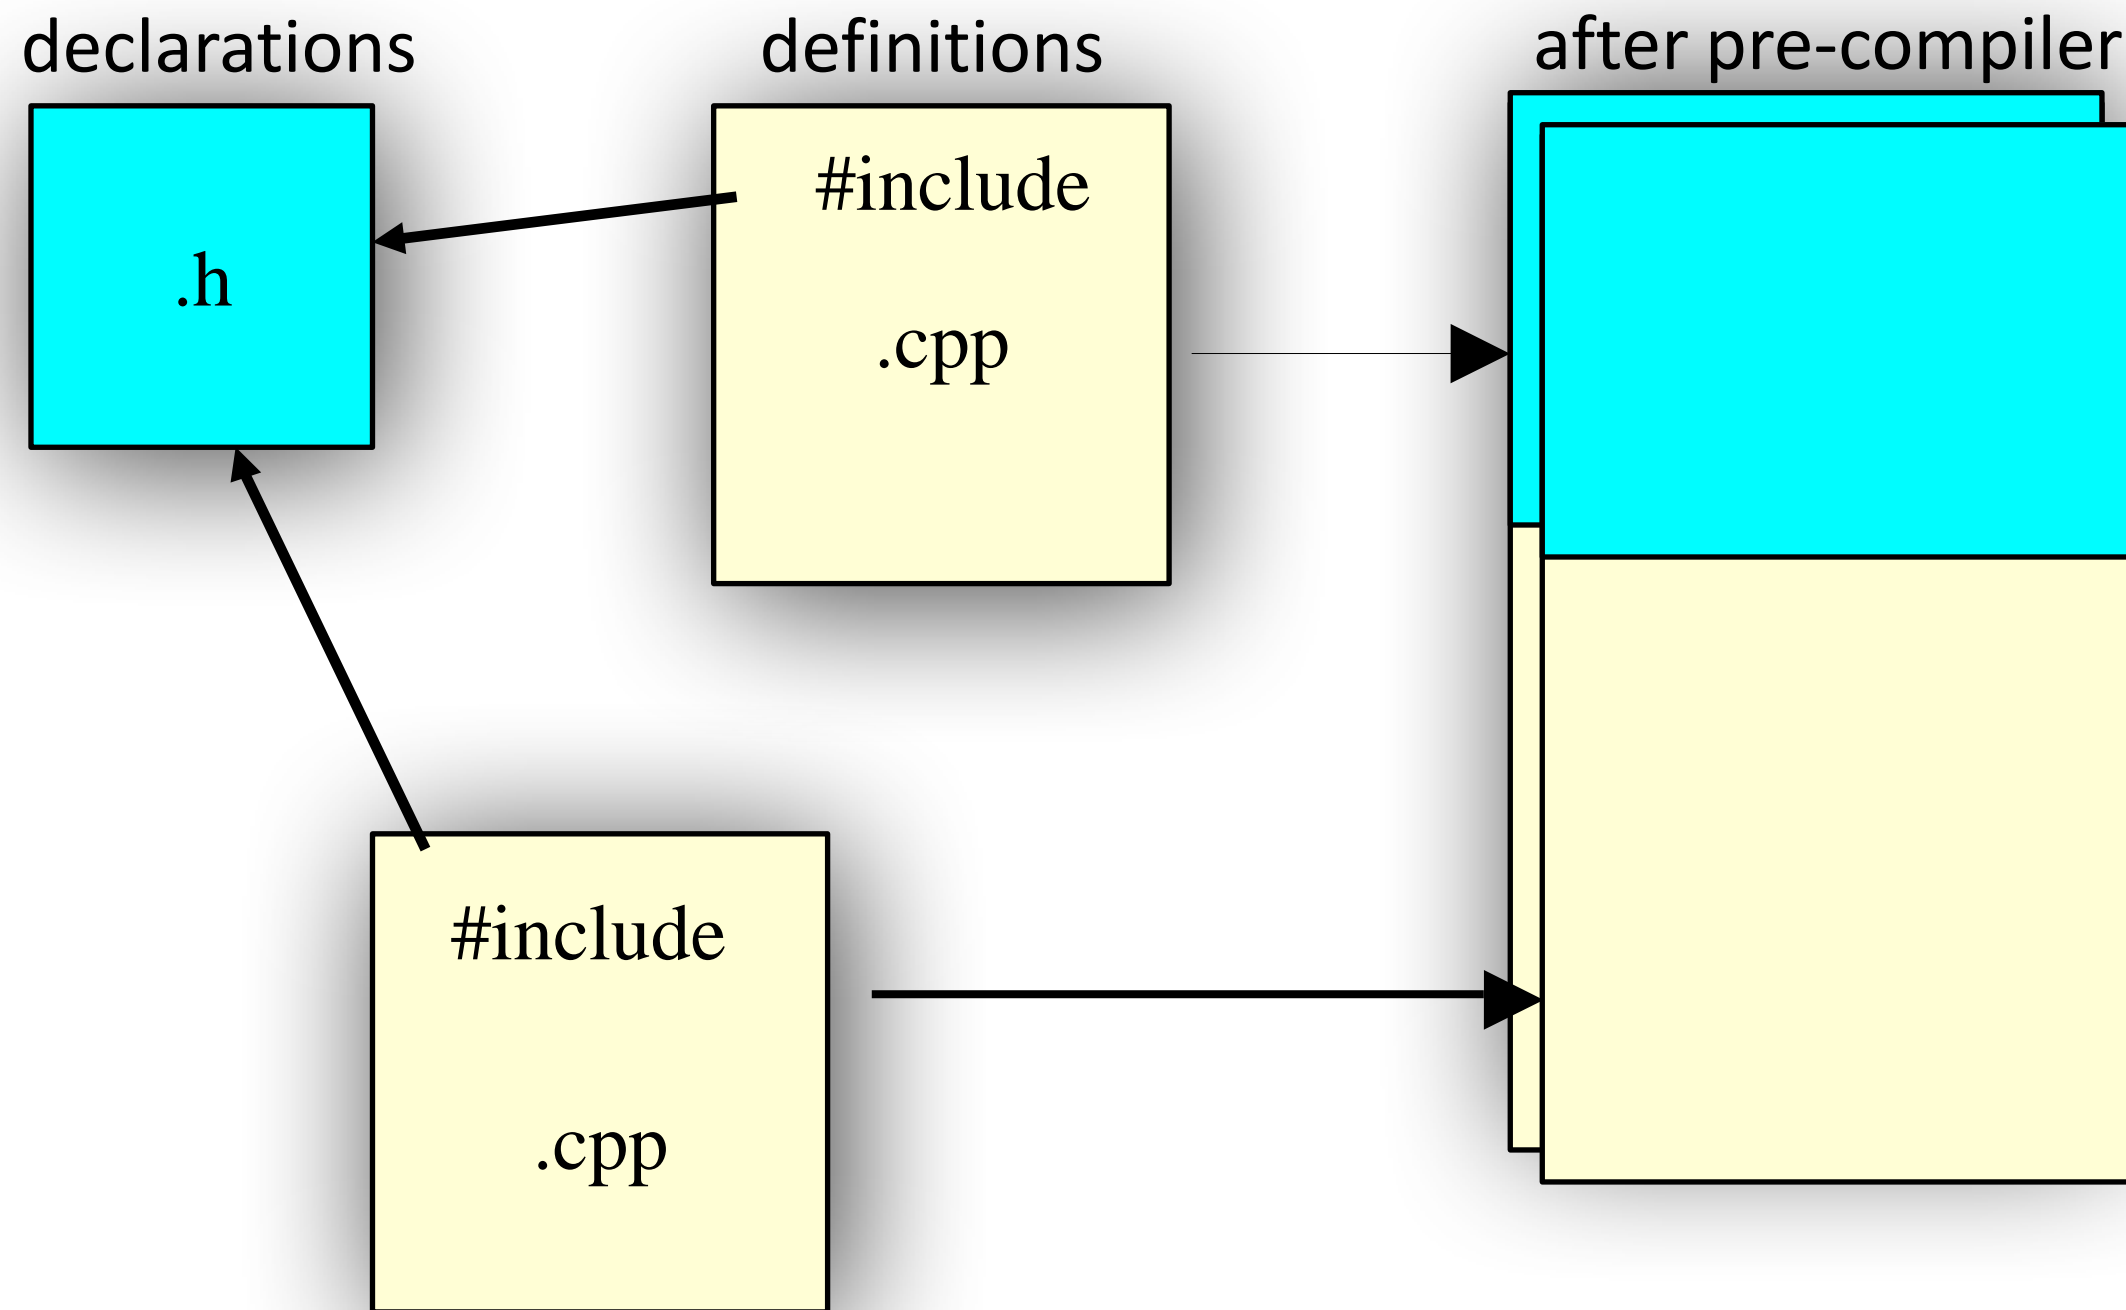 declarations
definitions
after pre-compiler
.h
#include
.cpp
#include
.cpp